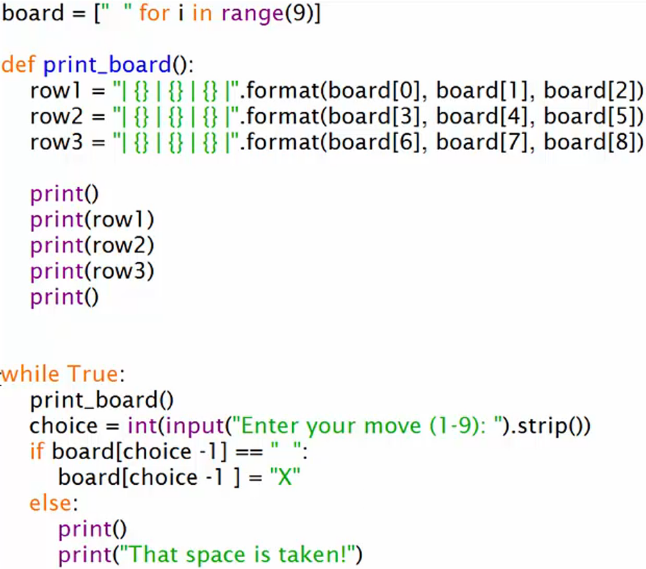 board = ["  " for i in range(9)]

def print_board():
    row1 = "| {} | {} | {} |".format(board[0], board[1], board[2])
    row2 = "| {} | {} | {} |".format(board[3], board[4], board[5])
    row3 = "| {} | {} | {} |".format(board[6], board[7], board[8])

    print()
    print(row1)
    print(row2)
    print(row3)
    print()


while True:
    print_board()
    choice = int(input("Enter your move (1-9): ").strip())
    if board[choice -1] == "  ":
        board[choice -1 ] = "X"
    else:
        print()
        print("That space is taken!")